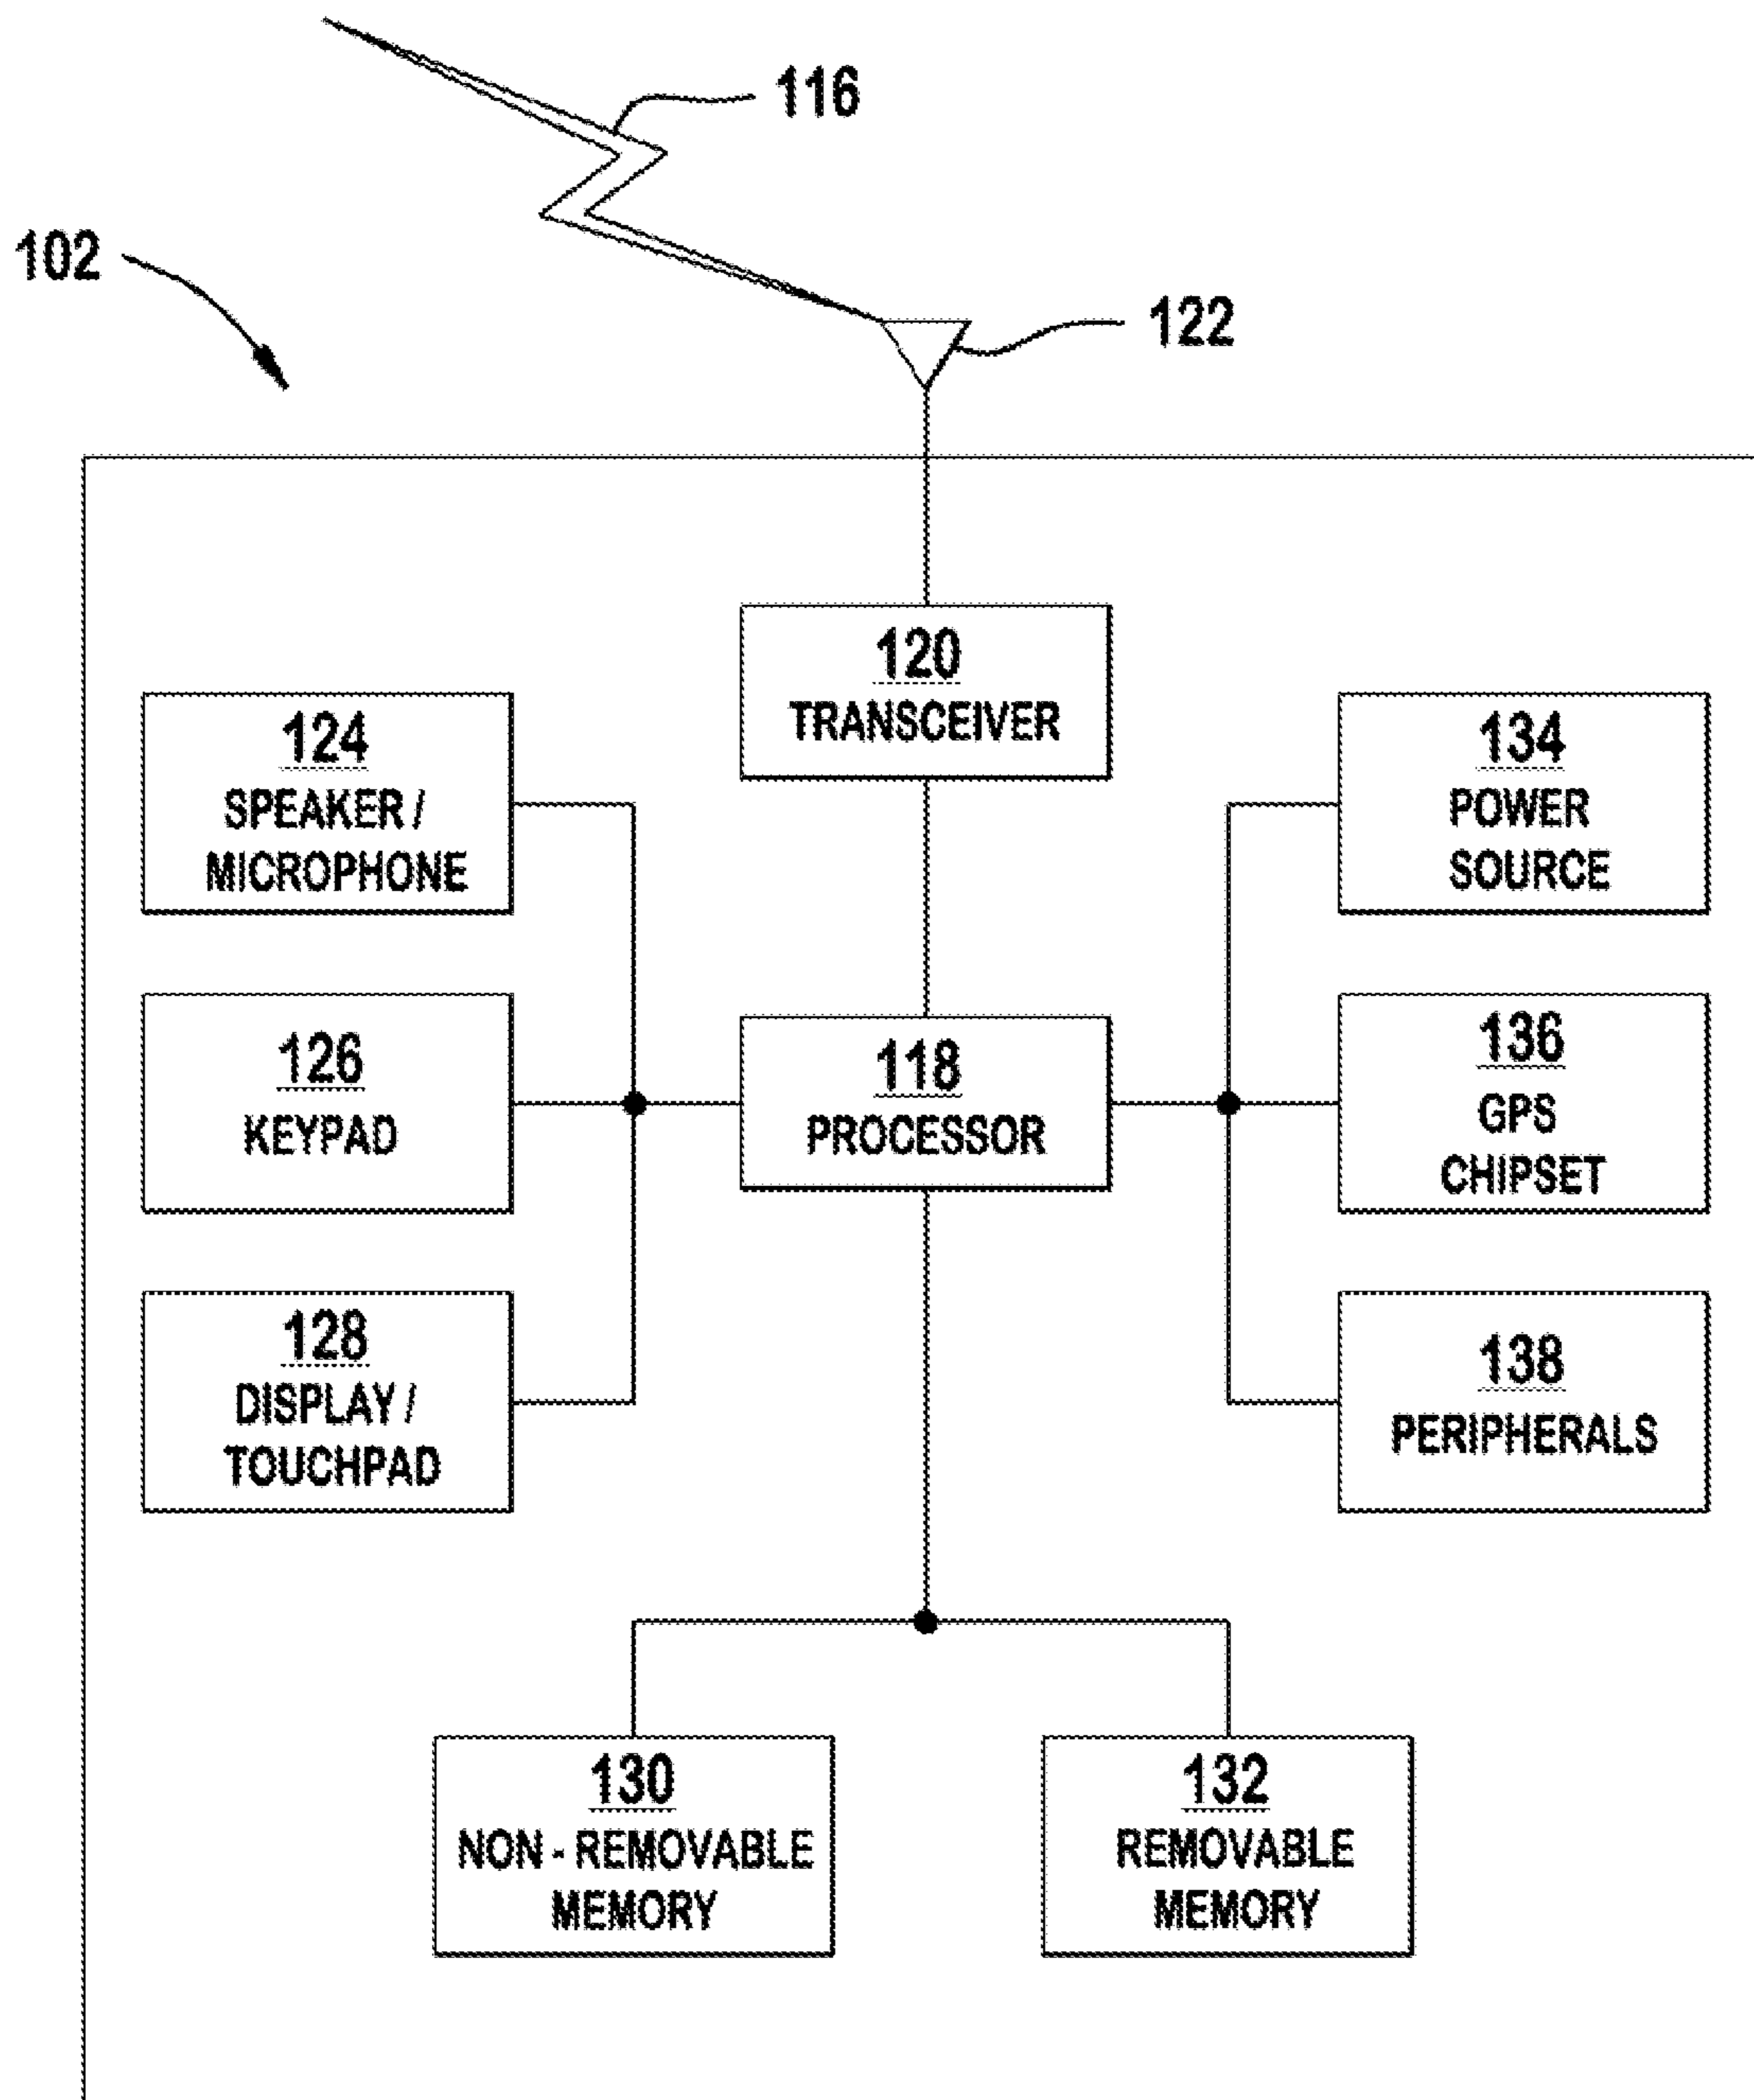 116
102
122
120
TRANSCEIVER
124
SPEAKER /
MICROPHONE
134
POWER
SOURCE
126
KEYPAD
118
PROCESSOR
136
GPS
CHIPSET
128
DISPLAY /
TOUCHPAD
138
PERIPHERALS
130
NON - REMOVABLE
MEMORY
132
REMOVABLE
MEMORY